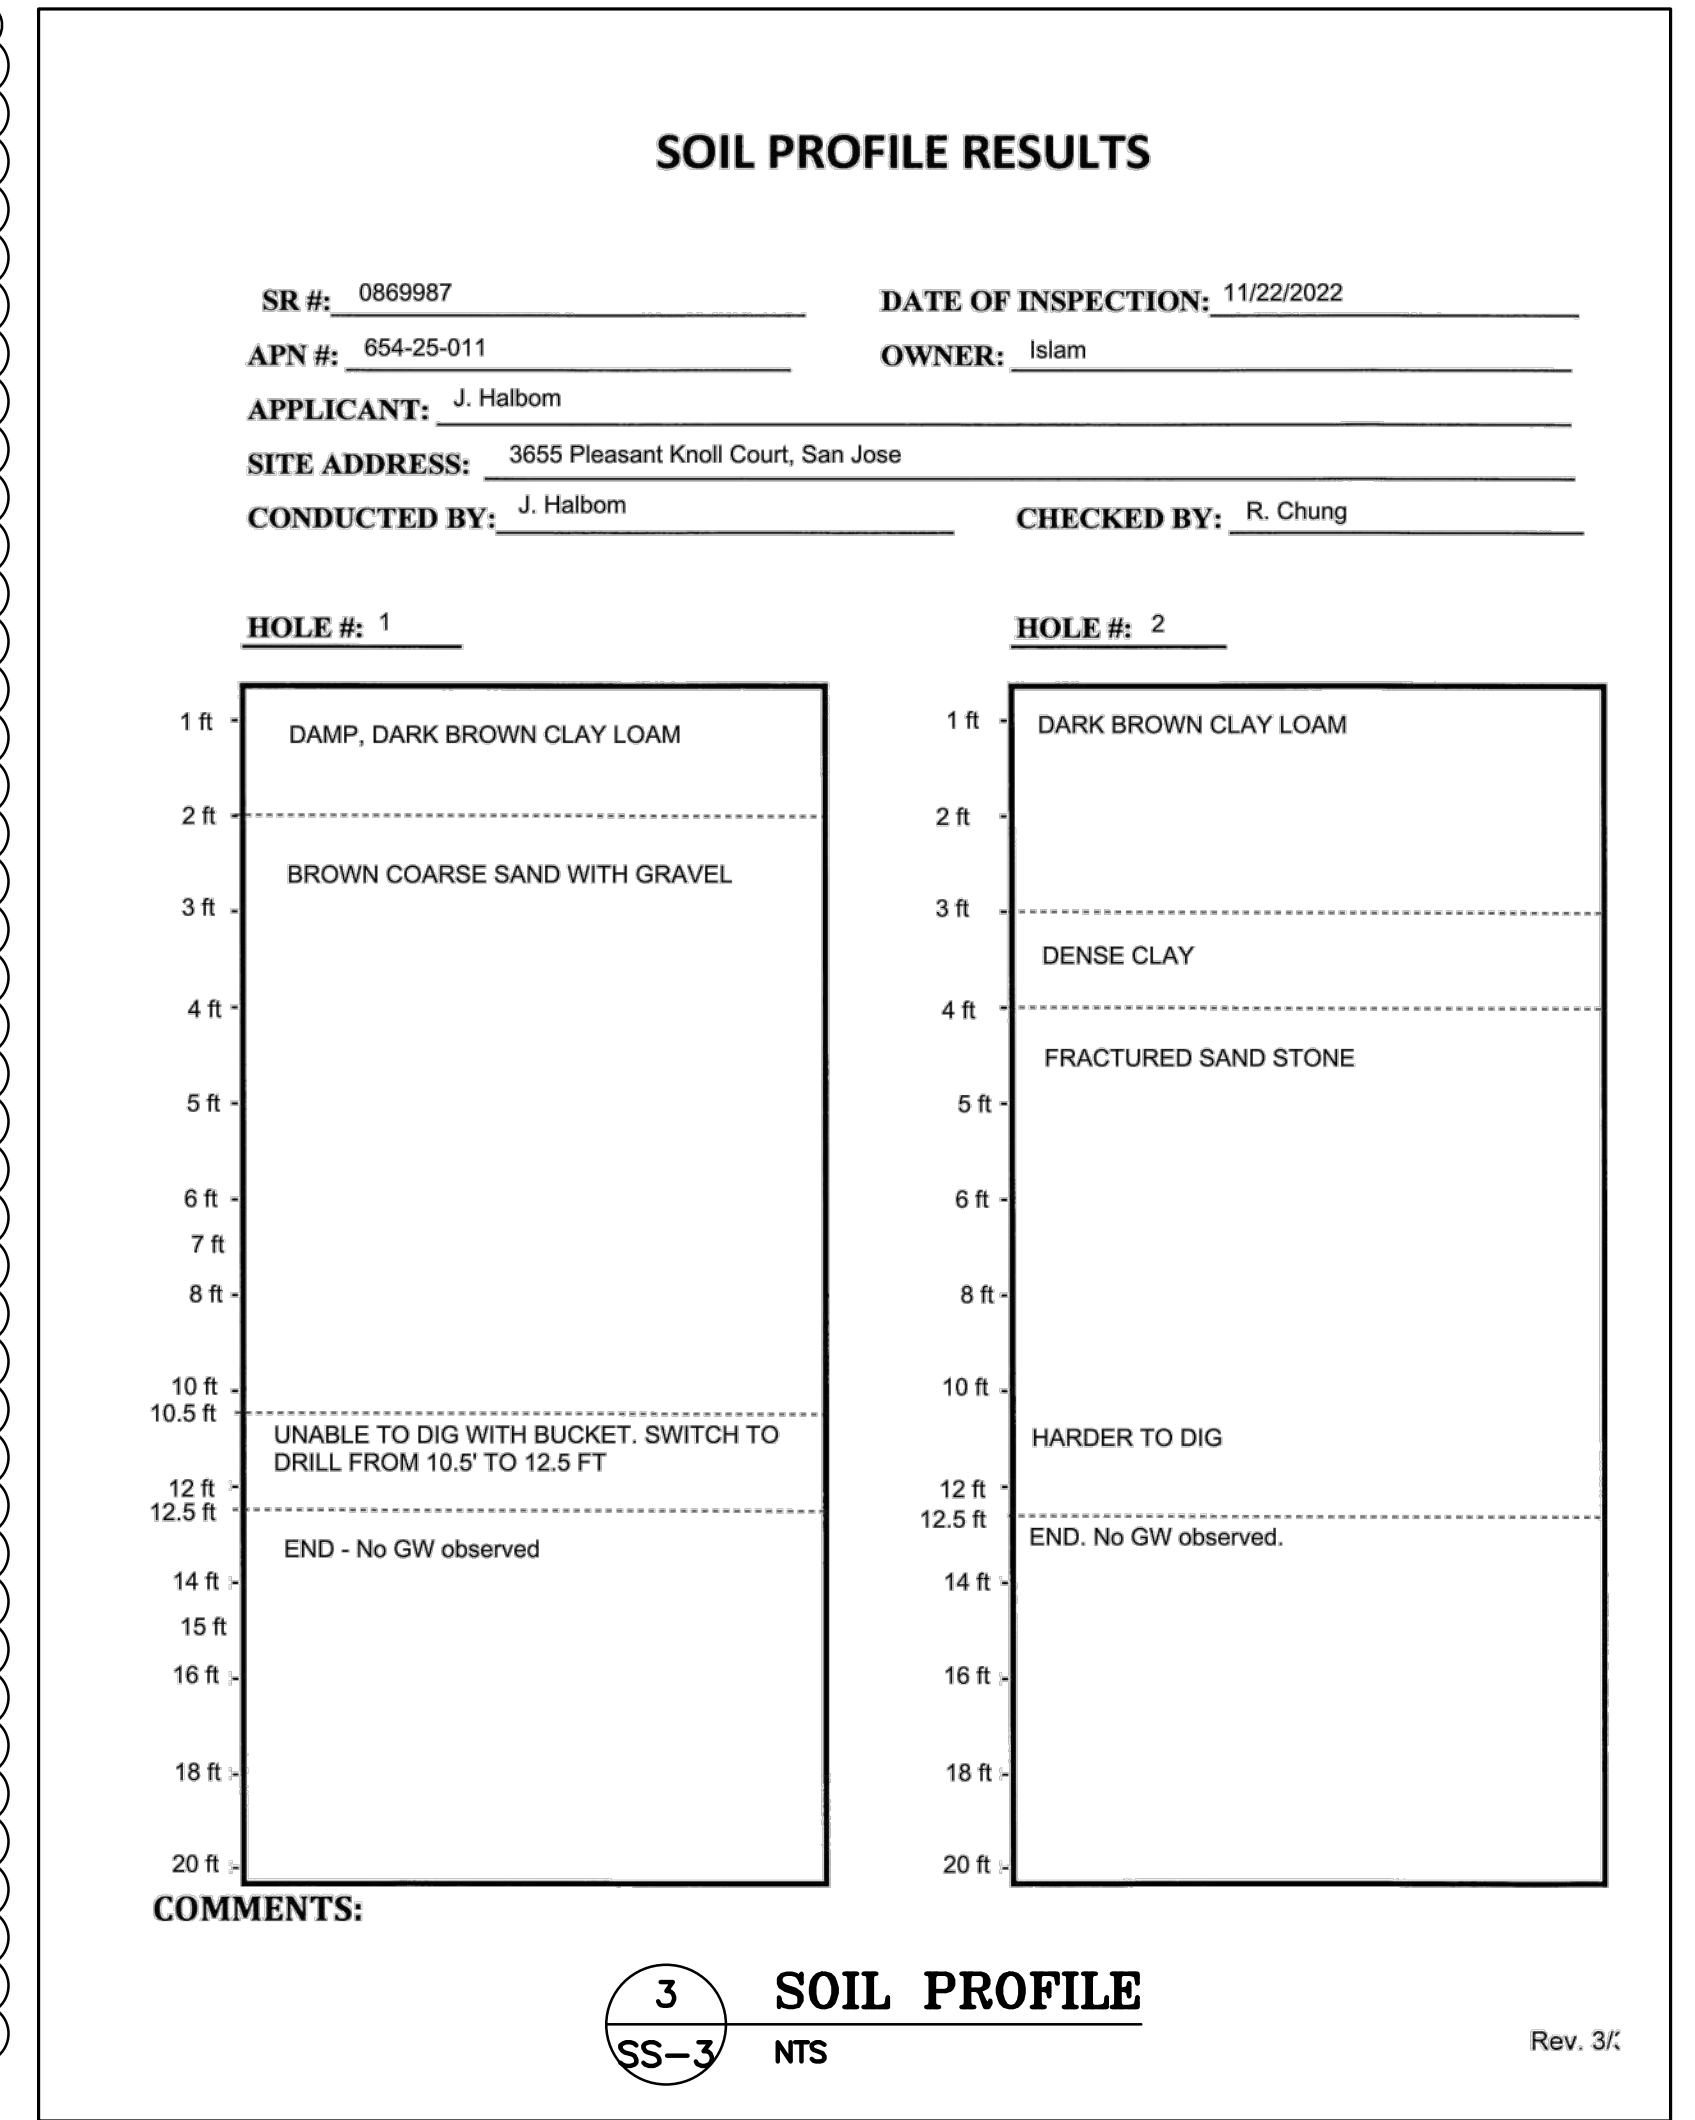 SOIL PROFILE RESULTS
SR #: 0869987 DATE OF INSPECTION: 11/22/2022
APN #: 654-25-011 OWNER: Islam
APPLICANT: J. Halbom
SITE ADDRESS: 3655 Pleasant Knoll Court, San Jose
CONDUCTED BY: J. Halbom CHECKED BY: R. Chung
HOLE #: 1
1 ft
DAMP, DARK BROWN CLAY LOAM
2 ft
BROWN COARSE SAND WITH GRAVEL
3 ft
4 ft
5 ft
6 ft
7 ft
8 ft
10 ft
10.5 ft
UNABLE TO DIG WITH BUCKET. SWITCH TO
DRILL FROM 10.5' TO 12.5 FT
12 ft
12.5 ft
END - No GW observed
14 ft
15 ft
16 ft
18 ft
20 ft
HOLE #: 2
1 ft
DARK BROWN CLAY LOAM
2 ft
3 ft
DENSE CLAY
4 ft
FRACTURED SAND STONE
5 ft
6 ft
8 ft
10 ft
HARDER TO DIG
12 ft
12.5 ft
END. No GW observed.
14 ft
16 ft
18 ft
20 ft
COMMENTS:
3
SS-3
SOIL PROFILE
NTS
Rev. 3/